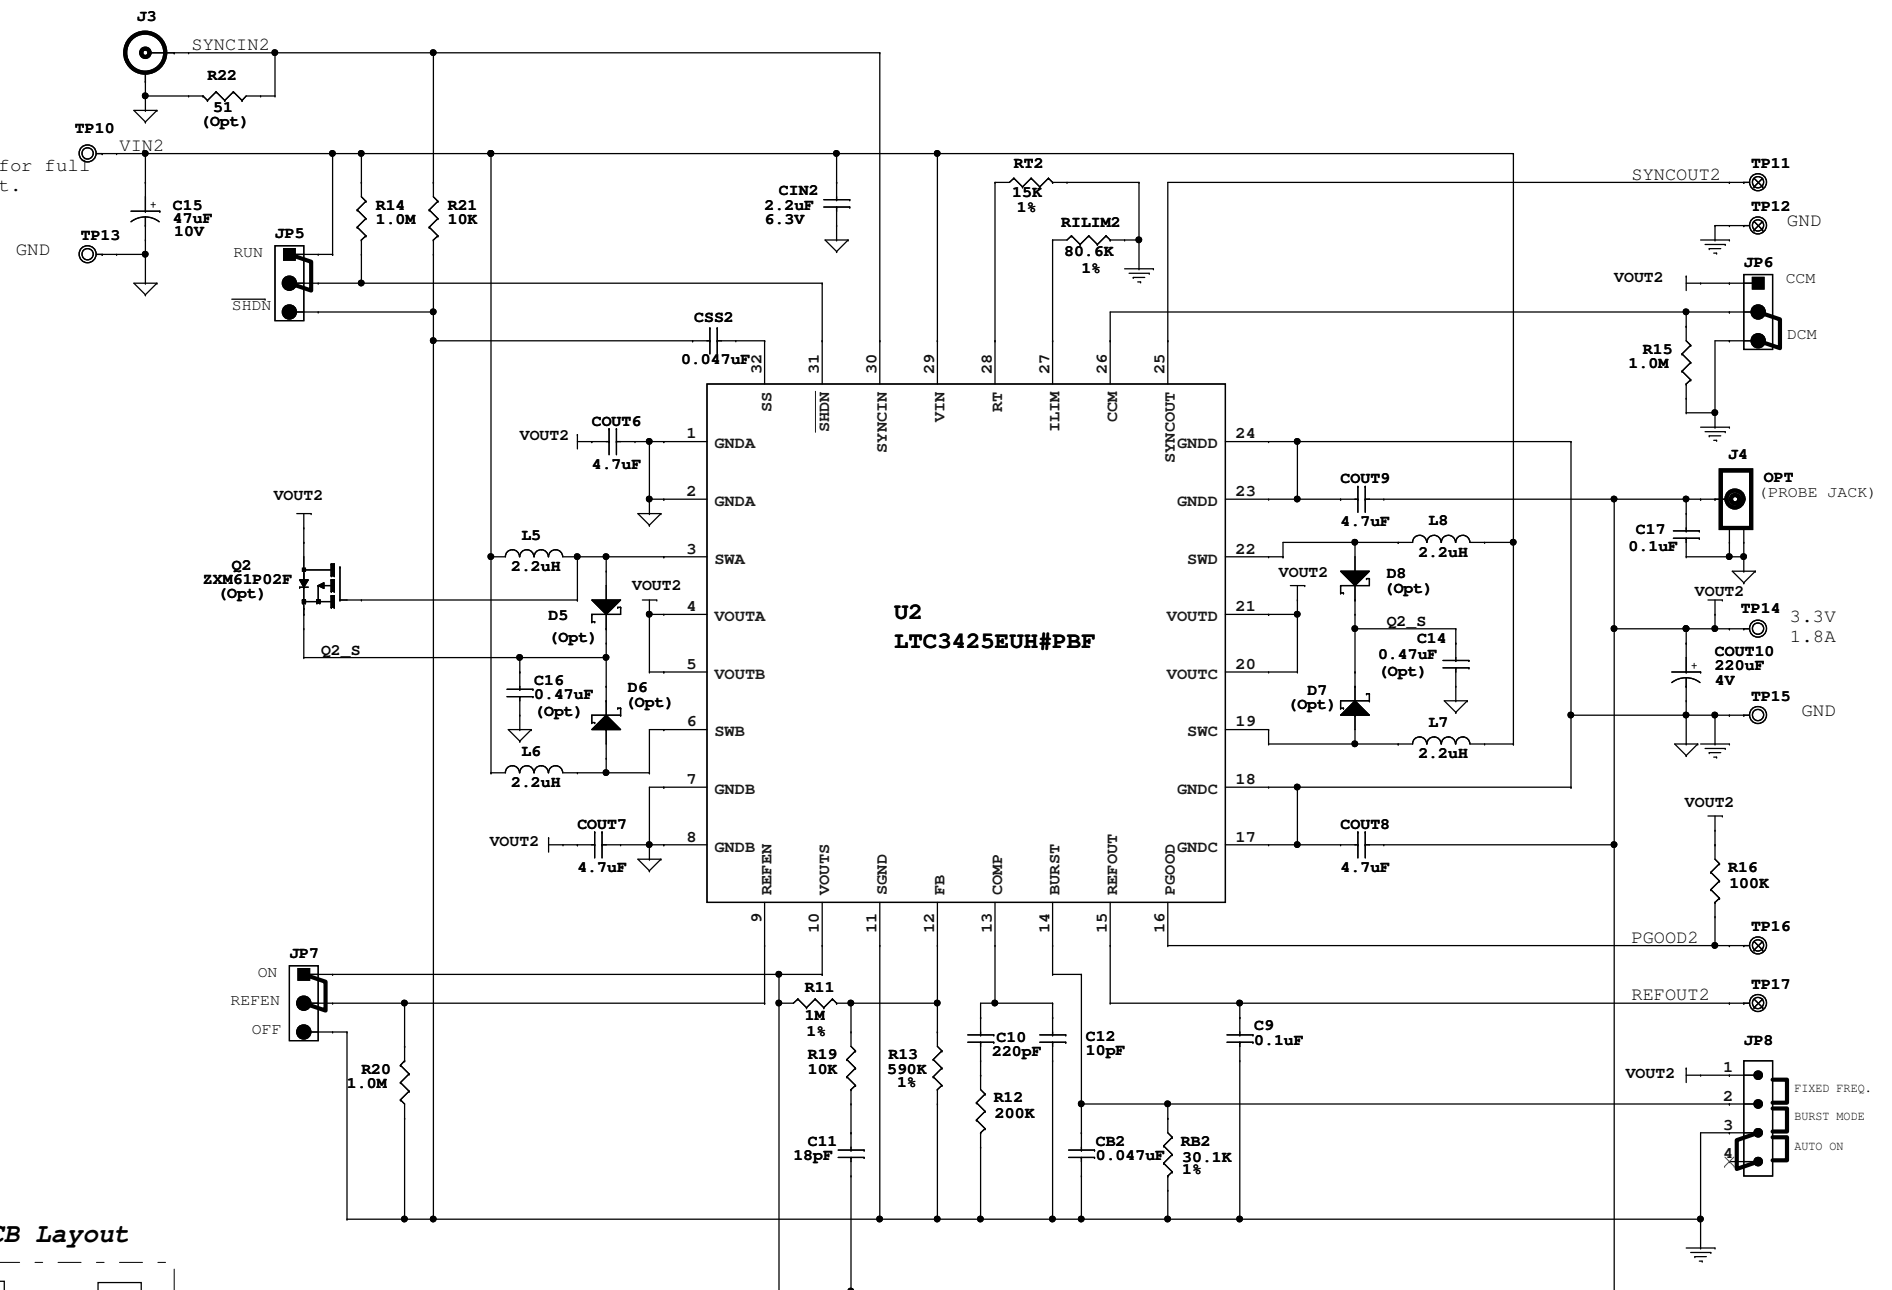 J3
SYNCIN2
R22
51
(Opt)
TP10
VIN2
for full
t.
C15
47uF
10V
+
GND
TP13
JP5
RUN
SHDN
R14
1.0M
R21
10K
CIN2
2.2uF
6.3V
RT2
15K
1%
RILIM2
80.6K
1%
SYNCOUT2
TP11
TP12
GND
JP6
VOUT2
CCM
DCM
R15
1.0M
CSS2
0.047uF
32
31
30
29
28
27
26
25
SS
SHDN
SYNCIN
VIN
RT
ILIM
CCM
SYNCOUT
COUT6
VOUT2
4.7uF
1
GNDA
2
GNDA
3
SWA
4
VOUTA
5
VOUTB
6
SWB
7
GNDB
8
GNDB
24
GNDD
23
GNDD
22
SWD
21
VOUTD
20
VOUTC
19
SWC
18
GNDC
17
GNDC
U2
LTC3425EUH#PBF
VOUT2
Q2
ZXM61P02F
(Opt)
Q2_S
L5
2.2uH
VOUT2
D5
(Opt)
C16
0.47uF
(Opt)
D6
(Opt)
L6
2.2uH
COUT7
VOUT2
4.7uF
COUT9
4.7uF
L8
2.2uH
VOUT2
D8
(Opt)
Q2_S
C14
0.47uF
(Opt)
D7
(Opt)
L7
2.2uH
COUT8
4.7uF
J4
OPT
(PROBE JACK)
C17
0.1uF
VOUT2
TP14
3.3V
1.8A
COUT10
220uF
4V
+
TP15
GND
VOUT2
R16
100K
REFEN
VOUTS
SGND
FB
COMP
BURST
REFOUT
PGOOD
9
10
11
12
13
14
15
16
PGOOD2
TP16
REFOUT2
TP17
JP7
ON
REFEN
OFF
R20
1.0M
R11
1M
1%
R19
10K
C11
18pF
R13
590K
1%
C10
220pF
R12
200K
C12
10pF
CB2
0.047uF
RB2
30.1K
1%
C9
0.1uF
JP8
VOUT2
1
2
3
4
FIXED FREQ.
BURST MODE
AUTO ON
CB Layout